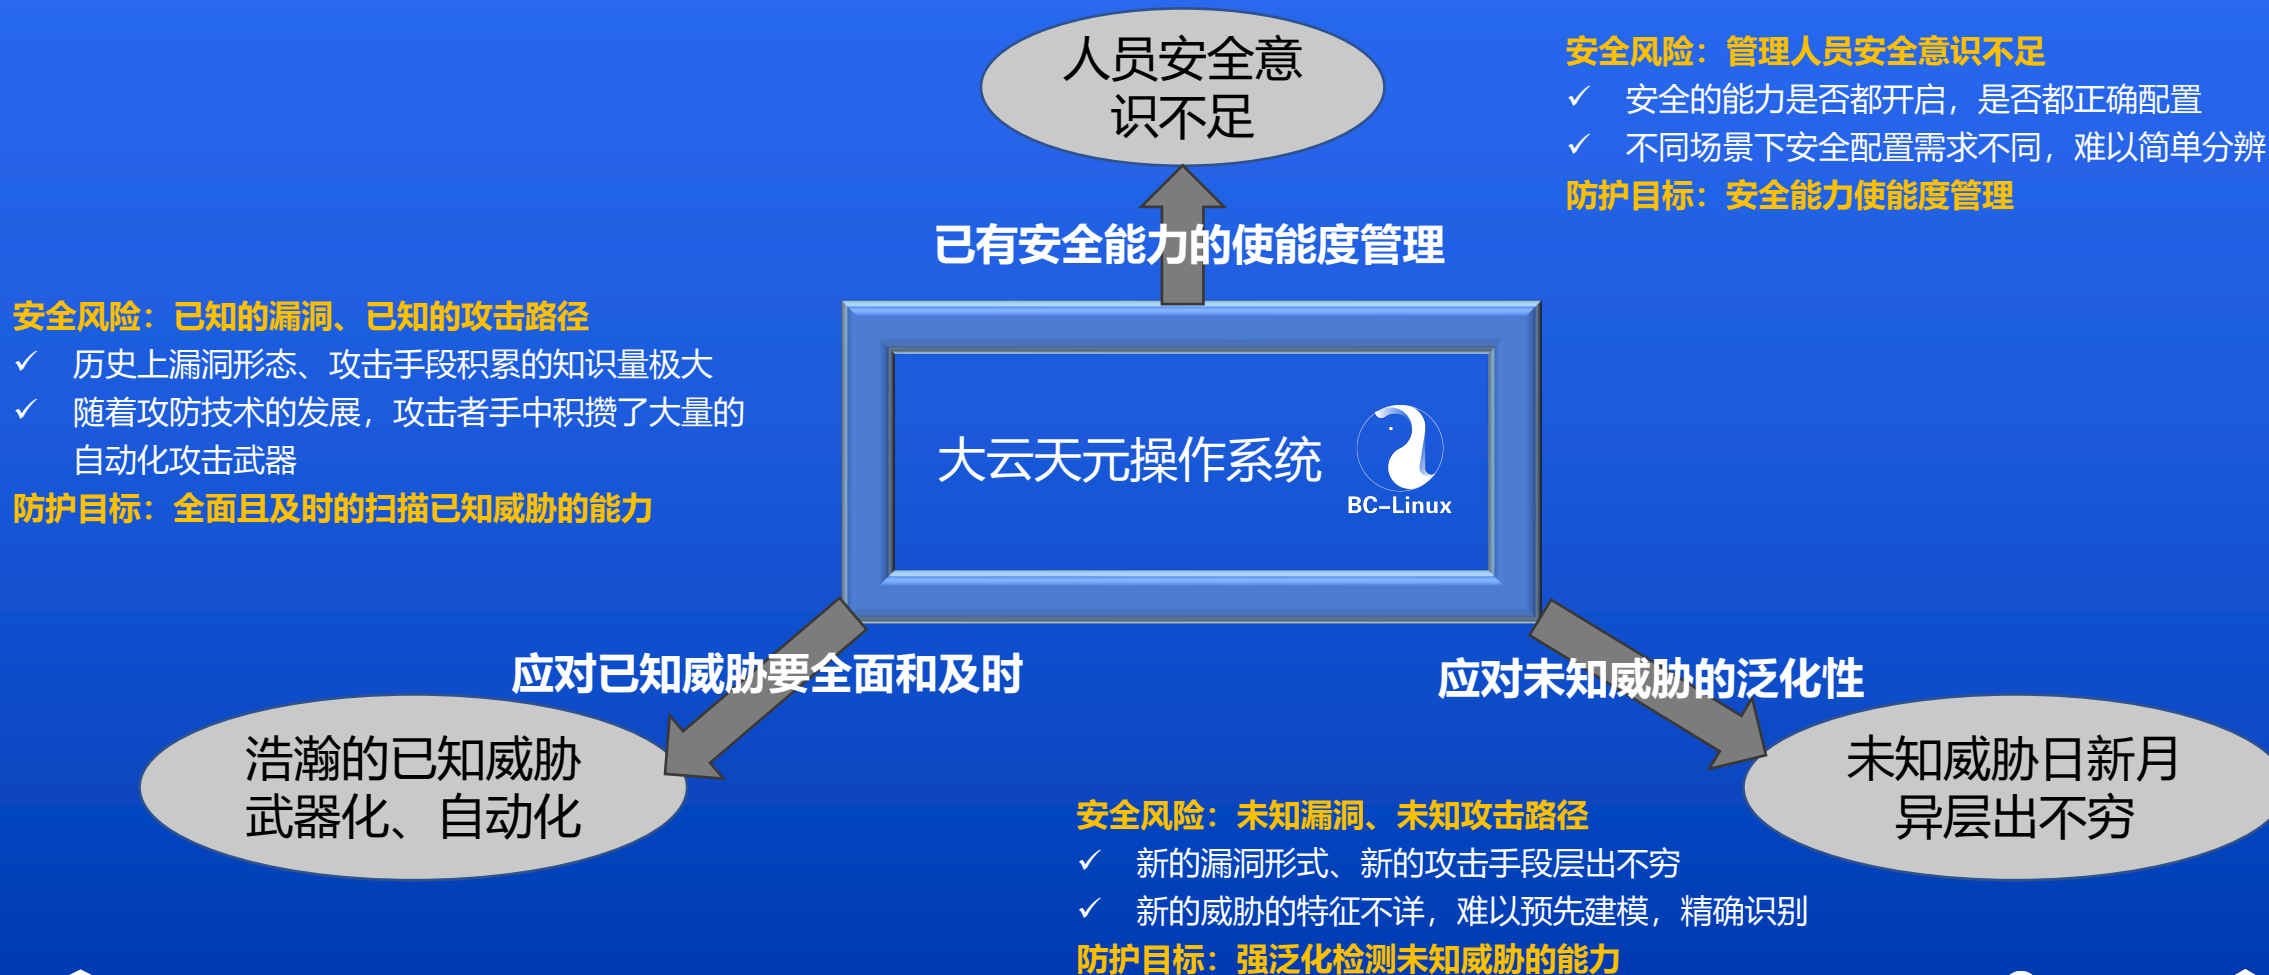 人员安全意
识不足
安全风险：管理人员安全意识不足
✓ 安全的能力是否都开启，是否都正确配置
✓ 不同场景下安全配置需求不同，难以简单分辨
防护目标：安全能力使能度管理
已有安全能力的使能度管理
安全风险：已知的漏洞、已知的攻击路径
✓ 历史上漏洞形态、攻击手段积累的知识量极大
✓ 随着攻防技术的发展，攻击者手中积攒了大量的
自动化攻击武器
防护目标：全面且及时的扫描已知威胁的能力
大云天元操作系统
BC-Linux
应对已知威胁要全面和及时
应对未知威胁的泛化性
浩瀚的已知威胁
武器化、自动化
未知威胁日新月
异层出不穷
安全风险：未知漏洞、未知攻击路径
✓ 新的漏洞形式、新的攻击手段层出不穷
✓ 新的威胁的特征不详，难以预先建模，精确识别
防护目标：强泛化检测未知威胁的能力